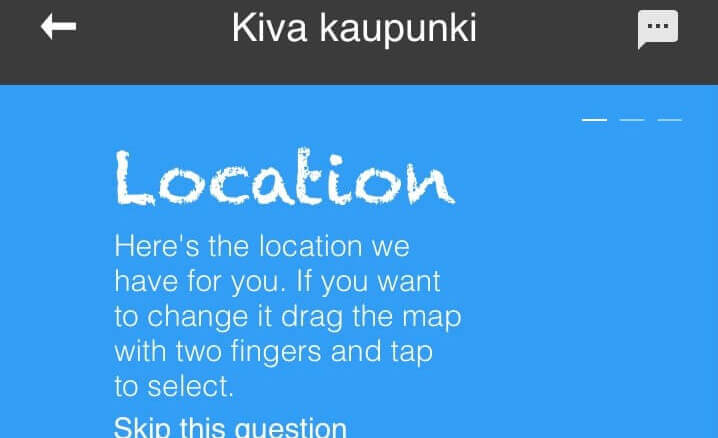 Kiva kaupunki
Location
Here's the location we
have for you. If you want
to change it drag the map
with two fingers and tap
to select.
Skip this question